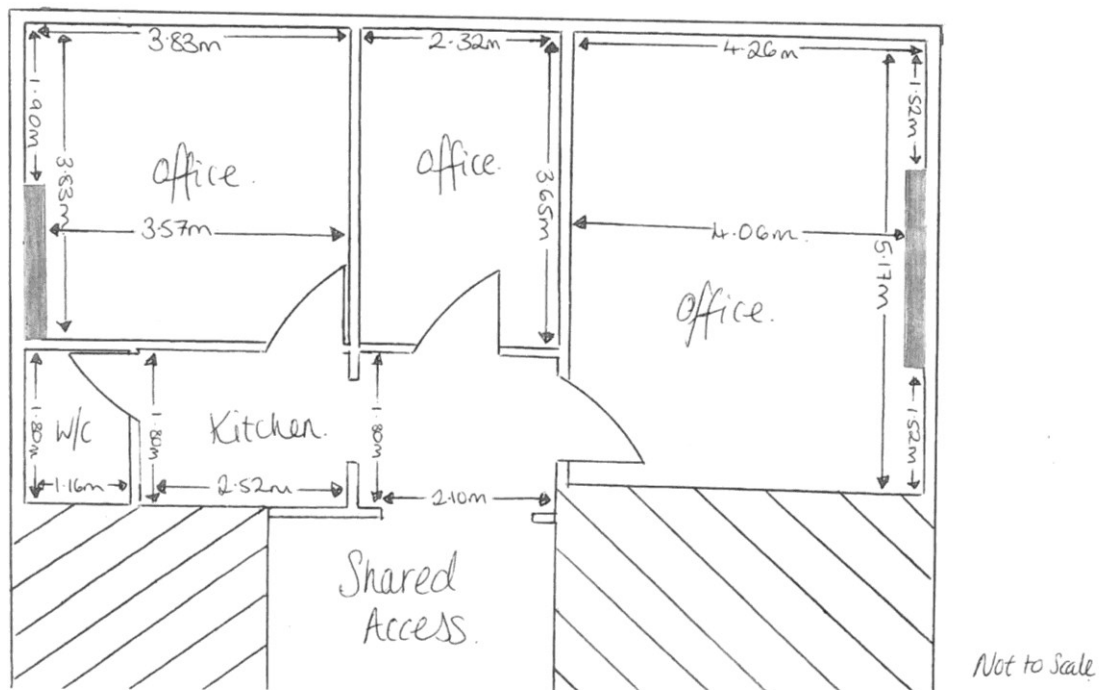 3.83m
2.32m
4.26m
1.90m
3.83m
3.65m
1.52m
5.17m
Office.
Office.
3.57m
4.06m.
Office.
1.80m
W/C
1.80m
Kitchen.
1.80m
1.52m
1.16m
2.52m
2.10m
Shared
Access.
Not to Scale